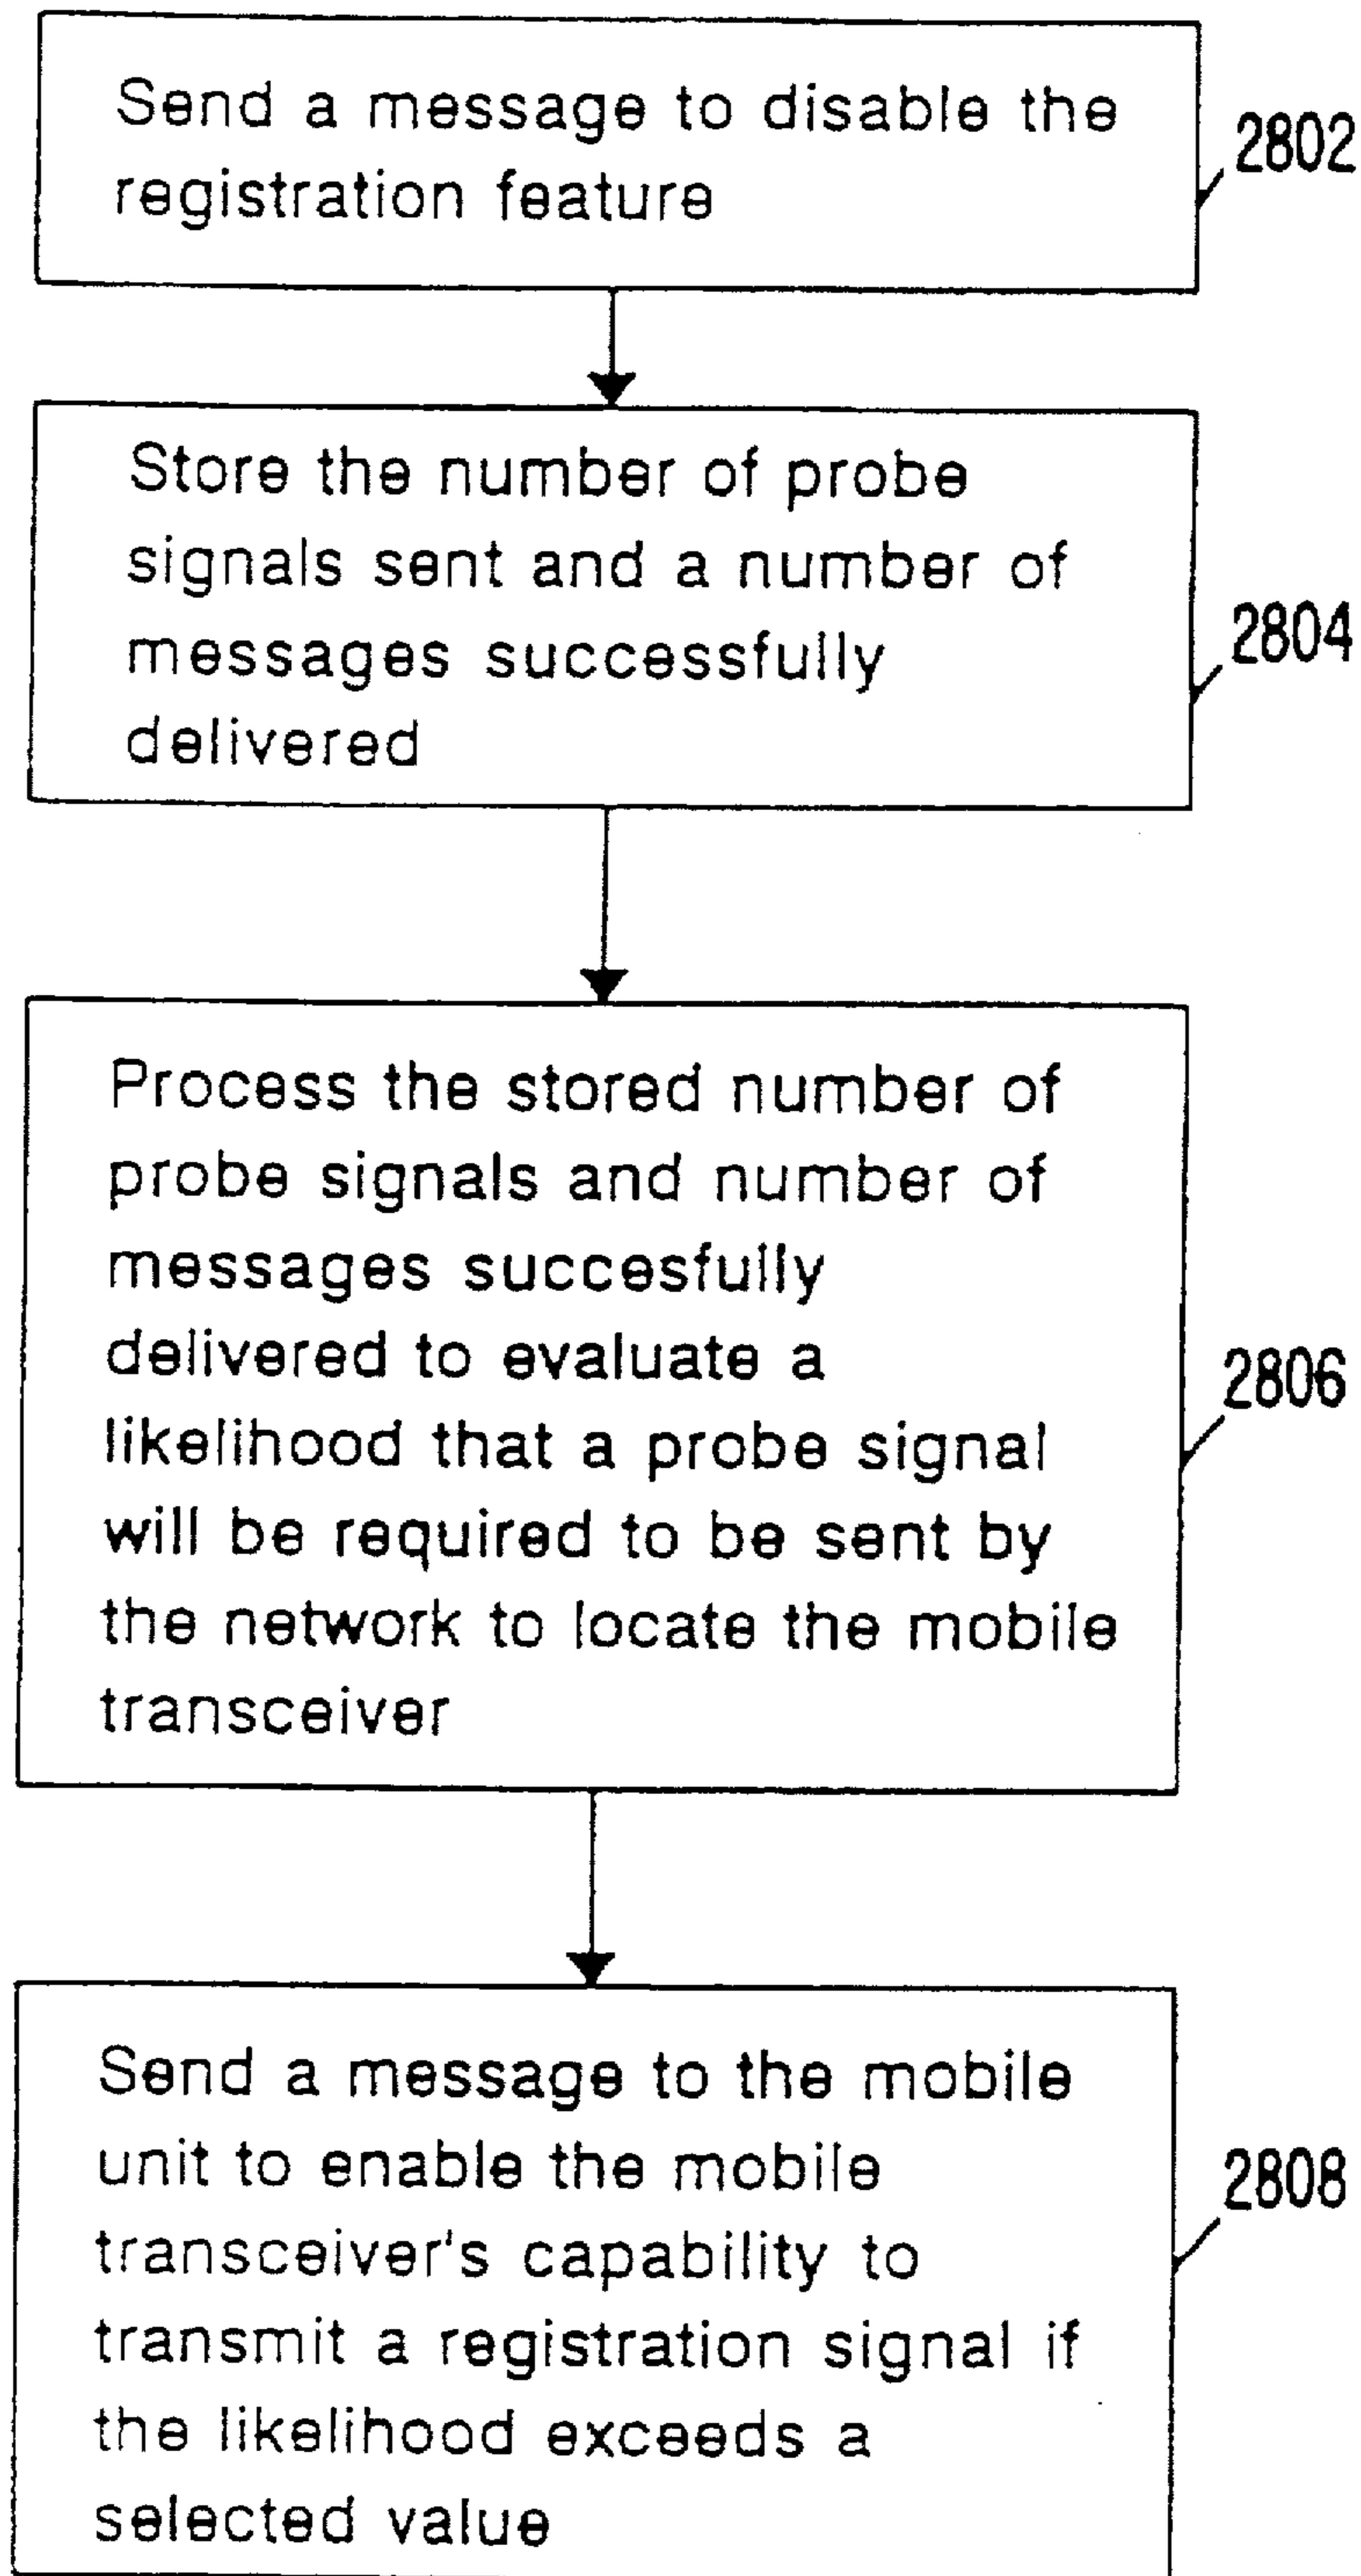 Send a message to disable the
registration feature
2802
Store the number of probe
signals sent and a number of
messages successfully
delivered
2804
Process the stored number of
probe signals and number of
messages succesfully
delivered to evaluate a
likelihood that a probe signal
will be required to be sent by
the network to locate the mobile
transceiver
2806
Send a message to the mobile
unit to enable the mobile
transceiver's capability to
transmit a registration signal if
the likelihood exceeds a
selected value
2808